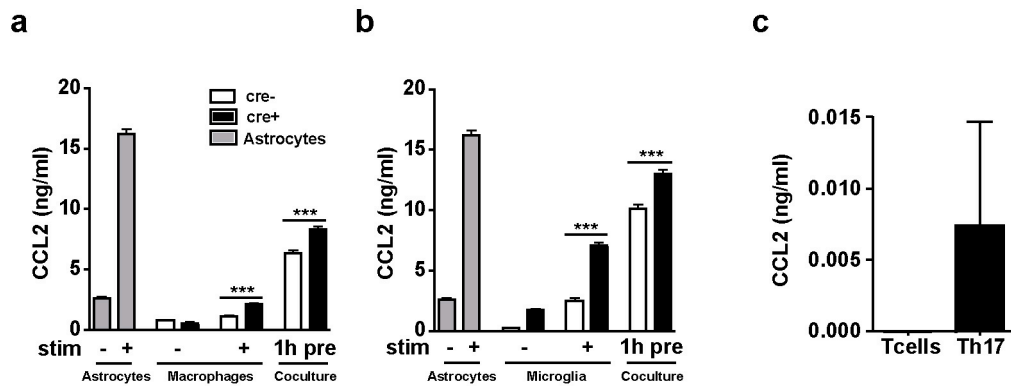 a
b
c
20
15
10
5
0
CCL2 (ng/ml)
cre-
cre+
Astrocytes
***
***
stim - + - + 1h pre
Astrocytes Macrophages Coculture
20
15
10
5
0
CCL2 (ng/ml)
***
***
stim - + - + 1h pre
Astrocytes Microglia Coculture
0.015
0.010
0.005
0.000
CCL2 (ng/ml)
Tcells Th17